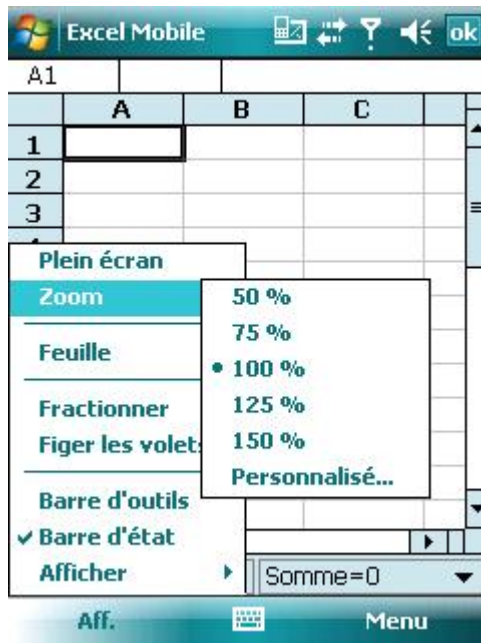 Excel Mobile ok
A1
A B C
1
2
3
Plein écran
Zoom
Feuille
Fractionner
Figer les volets
Barre d'outils
Barre d'état
Afficher
50 %
75 %
100 %
125 %
150 %
Personnalisé...
Somme=0
Aff. Menu